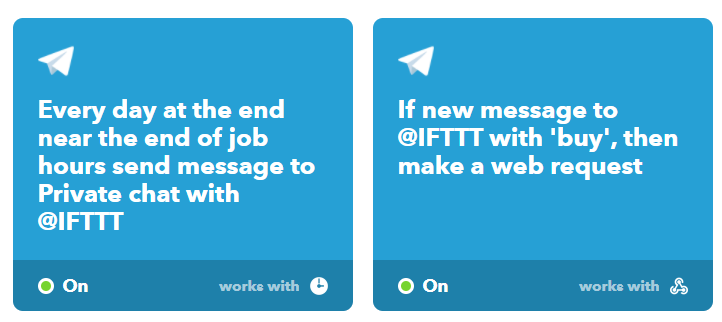 Every day at the end
near the end of job
hours send message to
Private chat with
@IFTTT
On
works with
If new message to
@IFTTT with 'buy', then
make a web request
On
works with